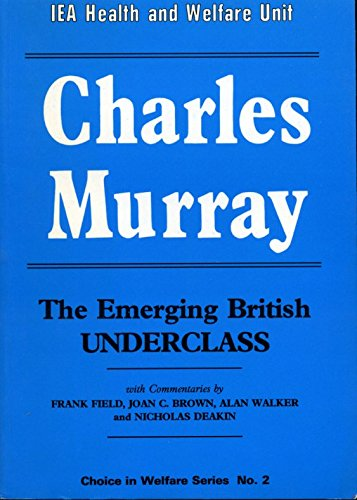 IEA Health and Welfare Unit
Charles
Murray
The Emerging British
UNDERCLASS
with Commentaries by
FRANK FIELD, JOAN C. BROWN, ALAN WALKER
and NICHOLAS DEAKIN
Choice in Welfare Series No. 2